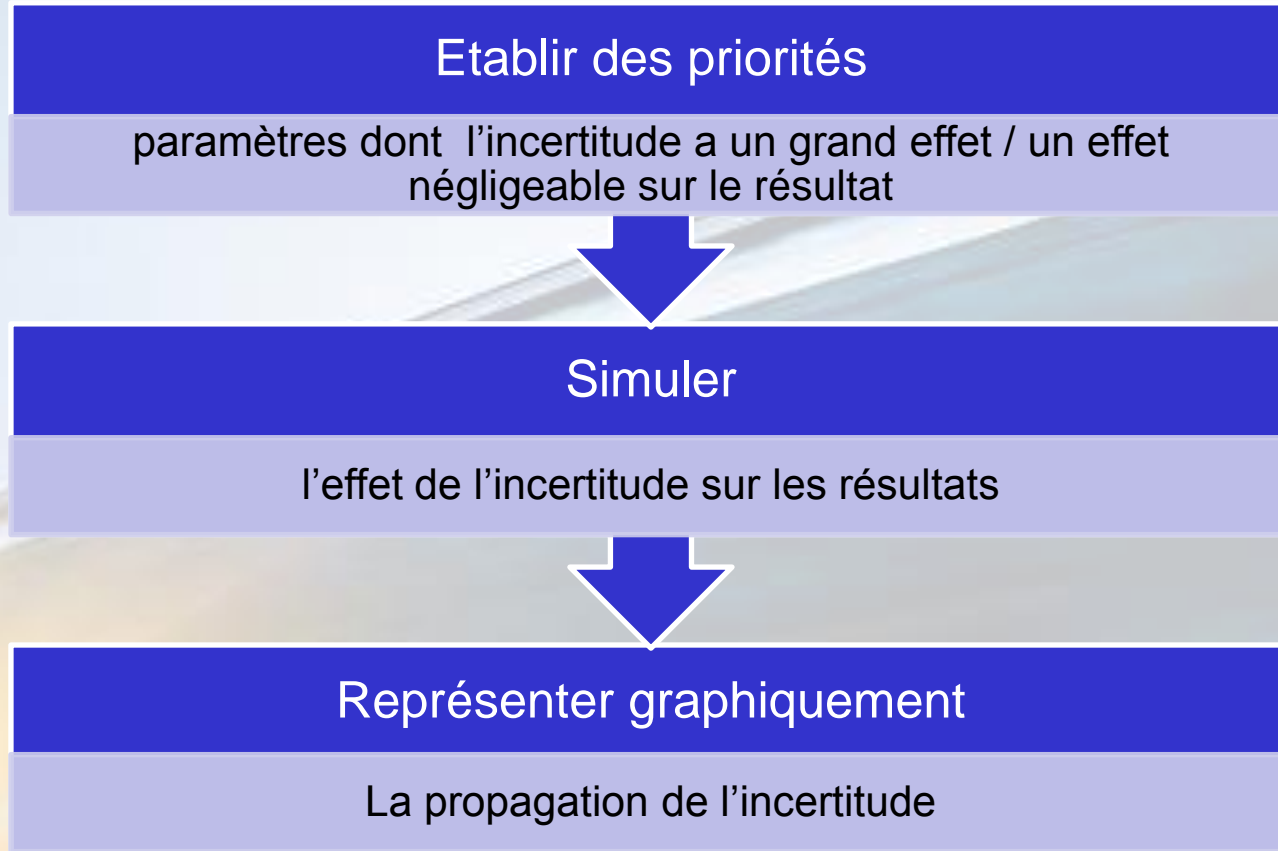 Etablir des priorités
paramètres dont l’incertitude a un grand effet / un effet
négligeable sur le résultat
Simuler
l’effet de l’incertitude sur les résultats
Représenter graphiquement
La propagation de l’incertitude